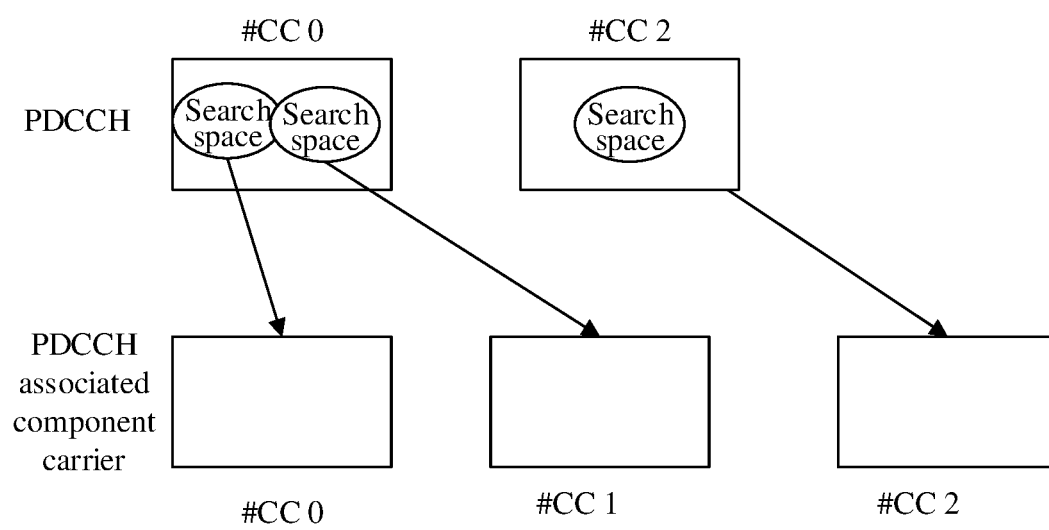 #CC 0
#CC 2
PDCCH
Search
space
Search
space
Search
space
PDCCH
associated
component
carrier
#CC 0
#CC 1
#CC 2